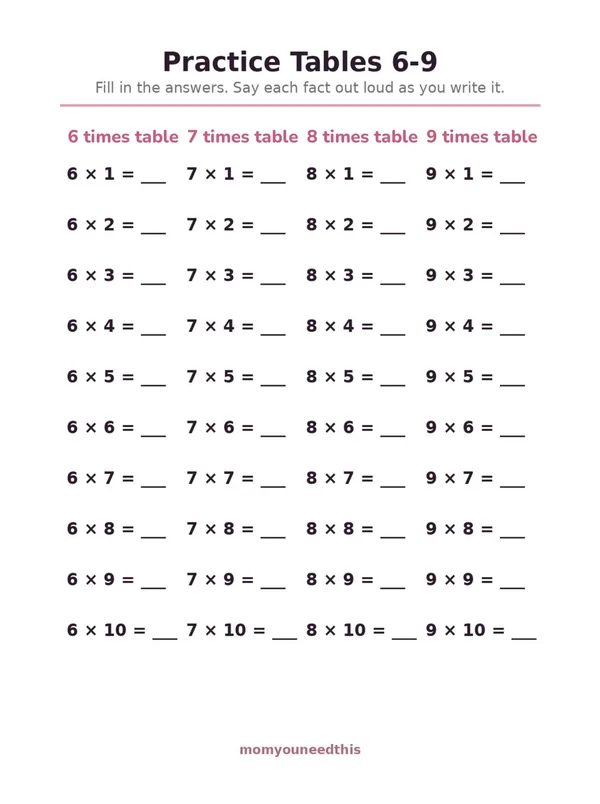 Practice Tables 6-9
Fill in the answers. Say each fact out loud as you write it.
6 times table 7 times table 8 times table 9 times table
6 × 1 = ___ 7 × 1 = ___ 8 × 1 = ___ 9 × 1 = ___
6 × 2 = ___ 7 × 2 = ___ 8 × 2 = ___ 9 × 2 = ___
6 × 3 = ___ 7 × 3 = ___ 8 × 3 = ___ 9 × 3 = ___
6 × 4 = ___ 7 × 4 = ___ 8 × 4 = ___ 9 × 4 = ___
6 × 5 = ___ 7 × 5 = ___ 8 × 5 = ___ 9 × 5 = ___
6 × 6 = ___ 7 × 6 = ___ 8 × 6 = ___ 9 × 6 = ___
6 × 7 = ___ 7 × 7 = ___ 8 × 7 = ___ 9 × 7 = ___
6 × 8 = ___ 7 × 8 = ___ 8 × 8 = ___ 9 × 8 = ___
6 × 9 = ___ 7 × 9 = ___ 8 × 9 = ___ 9 × 9 = ___
6 × 10 = ___ 7 × 10 = ___ 8 × 10 = ___ 9 × 10 = ___
momyouneedthis